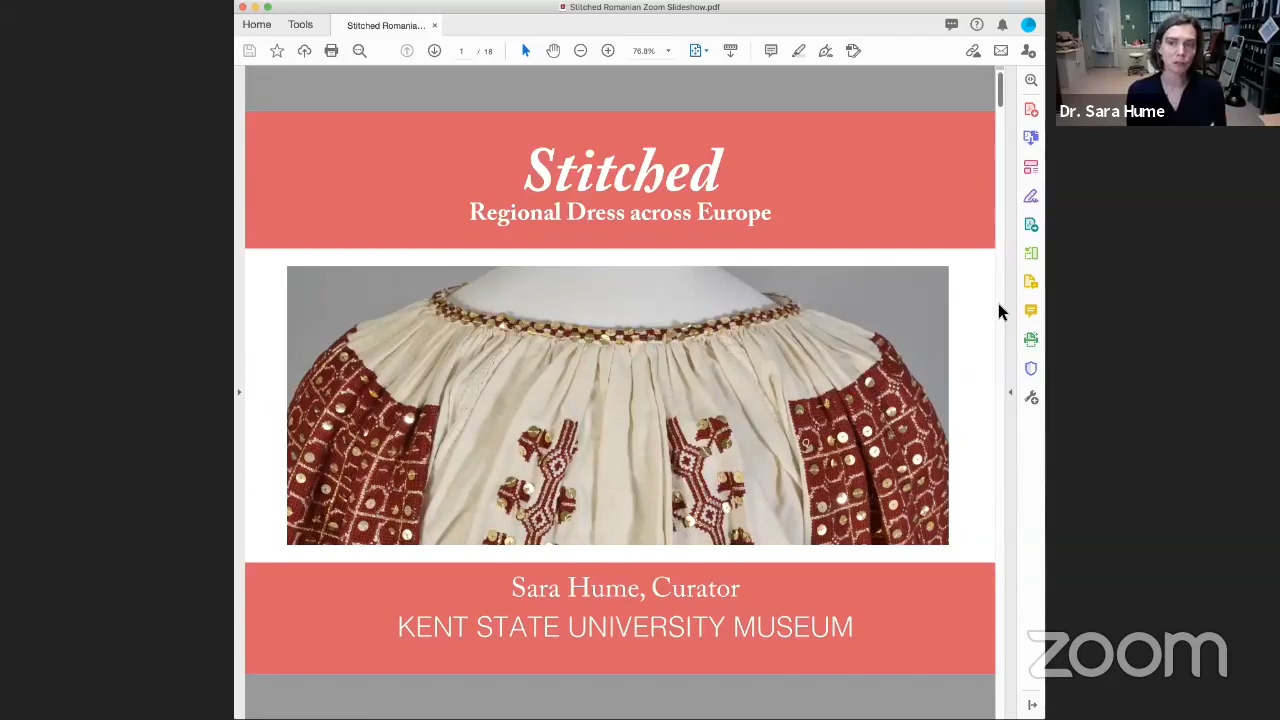 Stitched Romanian Zoom Slideshow.pdf
Home
Tools
Stitched Romania...
×
1 / 18
76.8%
Dr. Sara Hume
Stitched
Regional Dress across Europe
Sara Hume, Curator
KENT STATE UNIVERSITY MUSEUM
zoom